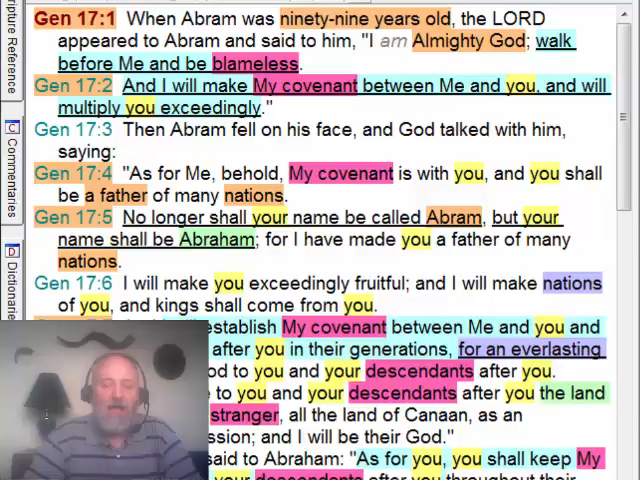 Scripture Reference
Commentaries
Dictionaries
Gen 17:1 When Abram was ninety-nine years old, the LORD
appeared to Abram and said to him, "I am Almighty God; walk
before Me and be blameless.
Gen 17:2 And I will make My covenant between Me and you, and will
multiply you exceedingly."
Gen 17:3 Then Abram fell on his face, and God talked with him,
saying:
Gen 17:4 "As for Me, behold, My covenant is with you, and you shall
be a father of many nations.
Gen 17:5 No longer shall your name be called Abram, but your
name shall be Abraham; for I have made you a father of many
nations.
Gen 17:6 I will make you exceedingly fruitful; and I will make nations
of you, and kings shall come from you.
establish My covenant between Me and you and
after you in their generations, for an everlasting
to you and your descendants after you.
to you and your descendants after you the land
stranger, all the land of Canaan, as an
and I will be their God."
said to Abraham: "As for you, you shall keep My
your descendants after you throughout their